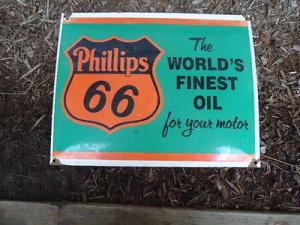 Phillips
66
The
WORLD'S
FINEST
OIL
for your motor